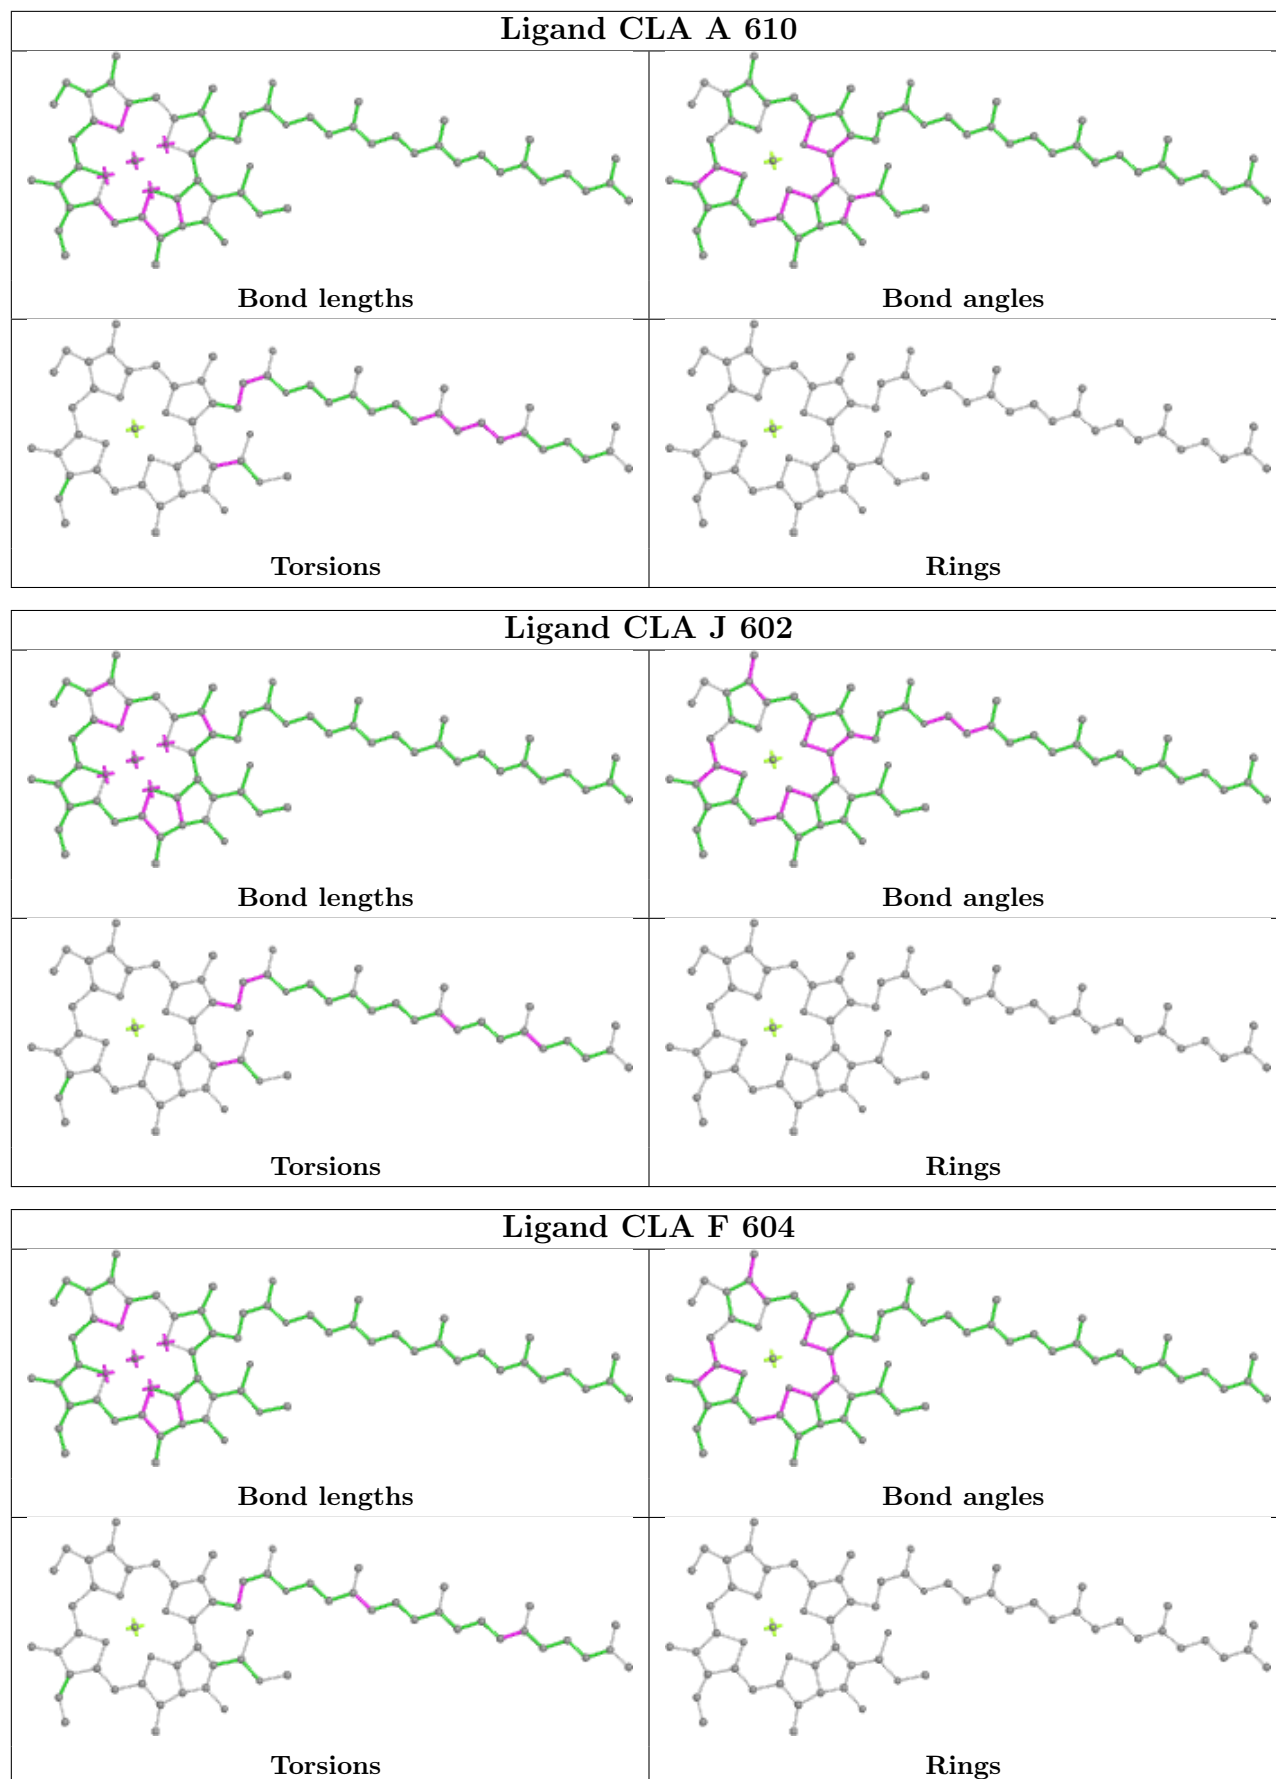 Ligand CLA A 610
Bond lengths
Bond angles
Torsions
Rings
Ligand CLA J 602
Bond lengths
Bond angles
Torsions
Rings
Ligand CLA F 604
Bond lengths
Bond angles
Torsions
Rings